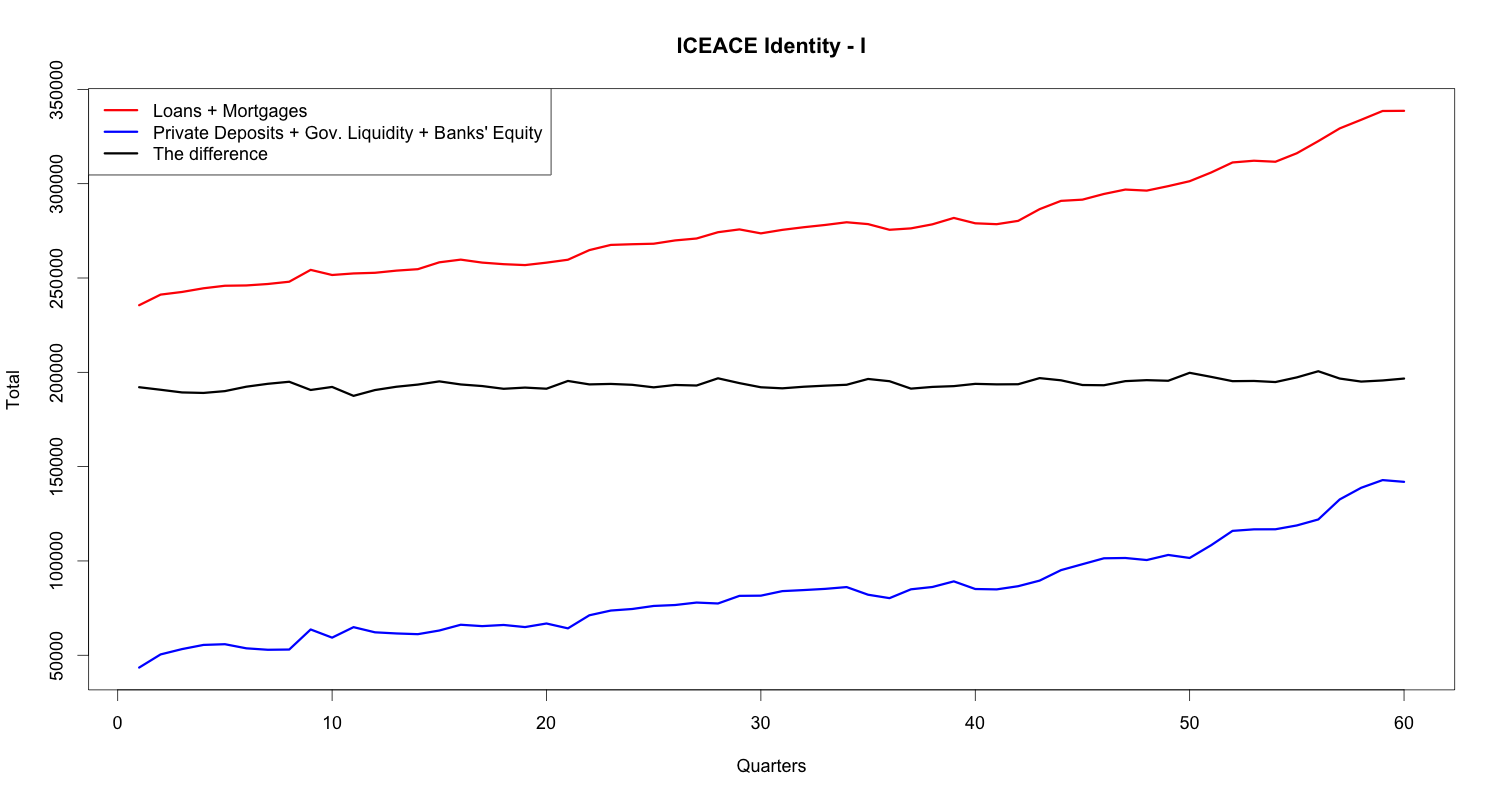 ICEACE Identity - I
Loans + Mortgages
Private Deposits + Gov. Liquidity + Banks' Equity
The difference
Total
350000
300000
250000
200000
150000
100000
50000
0 10 20 30 40 50 60
Quarters